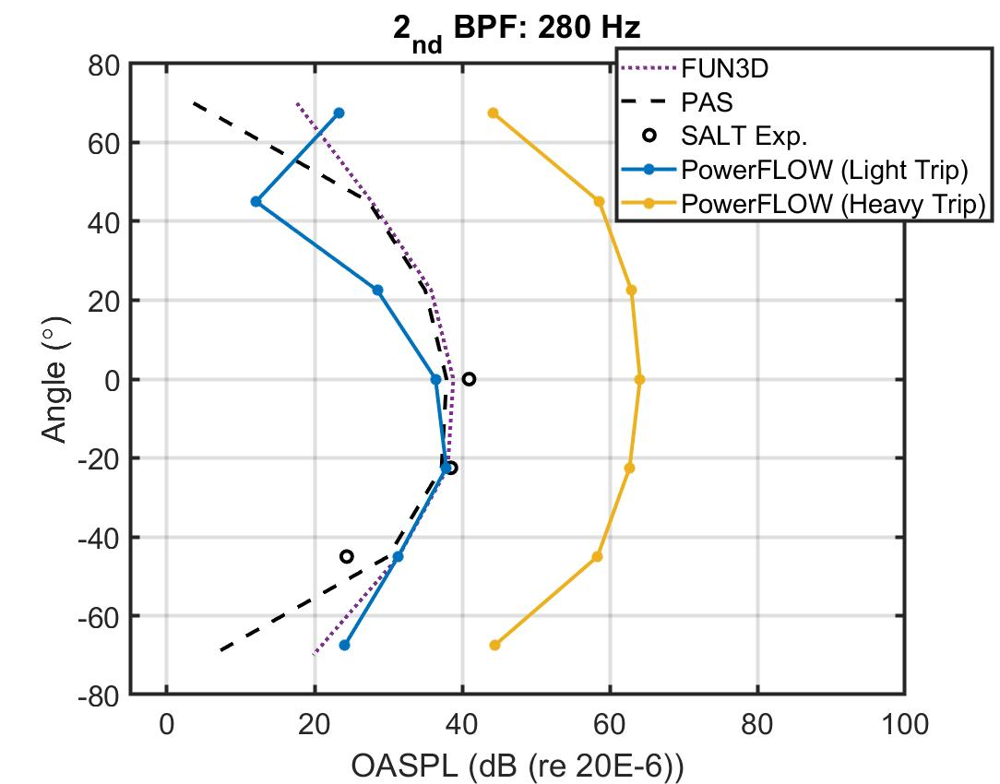 2nd BPF: 280 Hz
FUN3D
PAS
SALT Exp.
PowerFLOW (Light Trip)
PowerFLOW (Heavy Trip)
80
60
40
20
0
-20
-40
-60
-80
Angle (°)
0 20 40 60 80 100
OASPL (dB (re 20E-6))